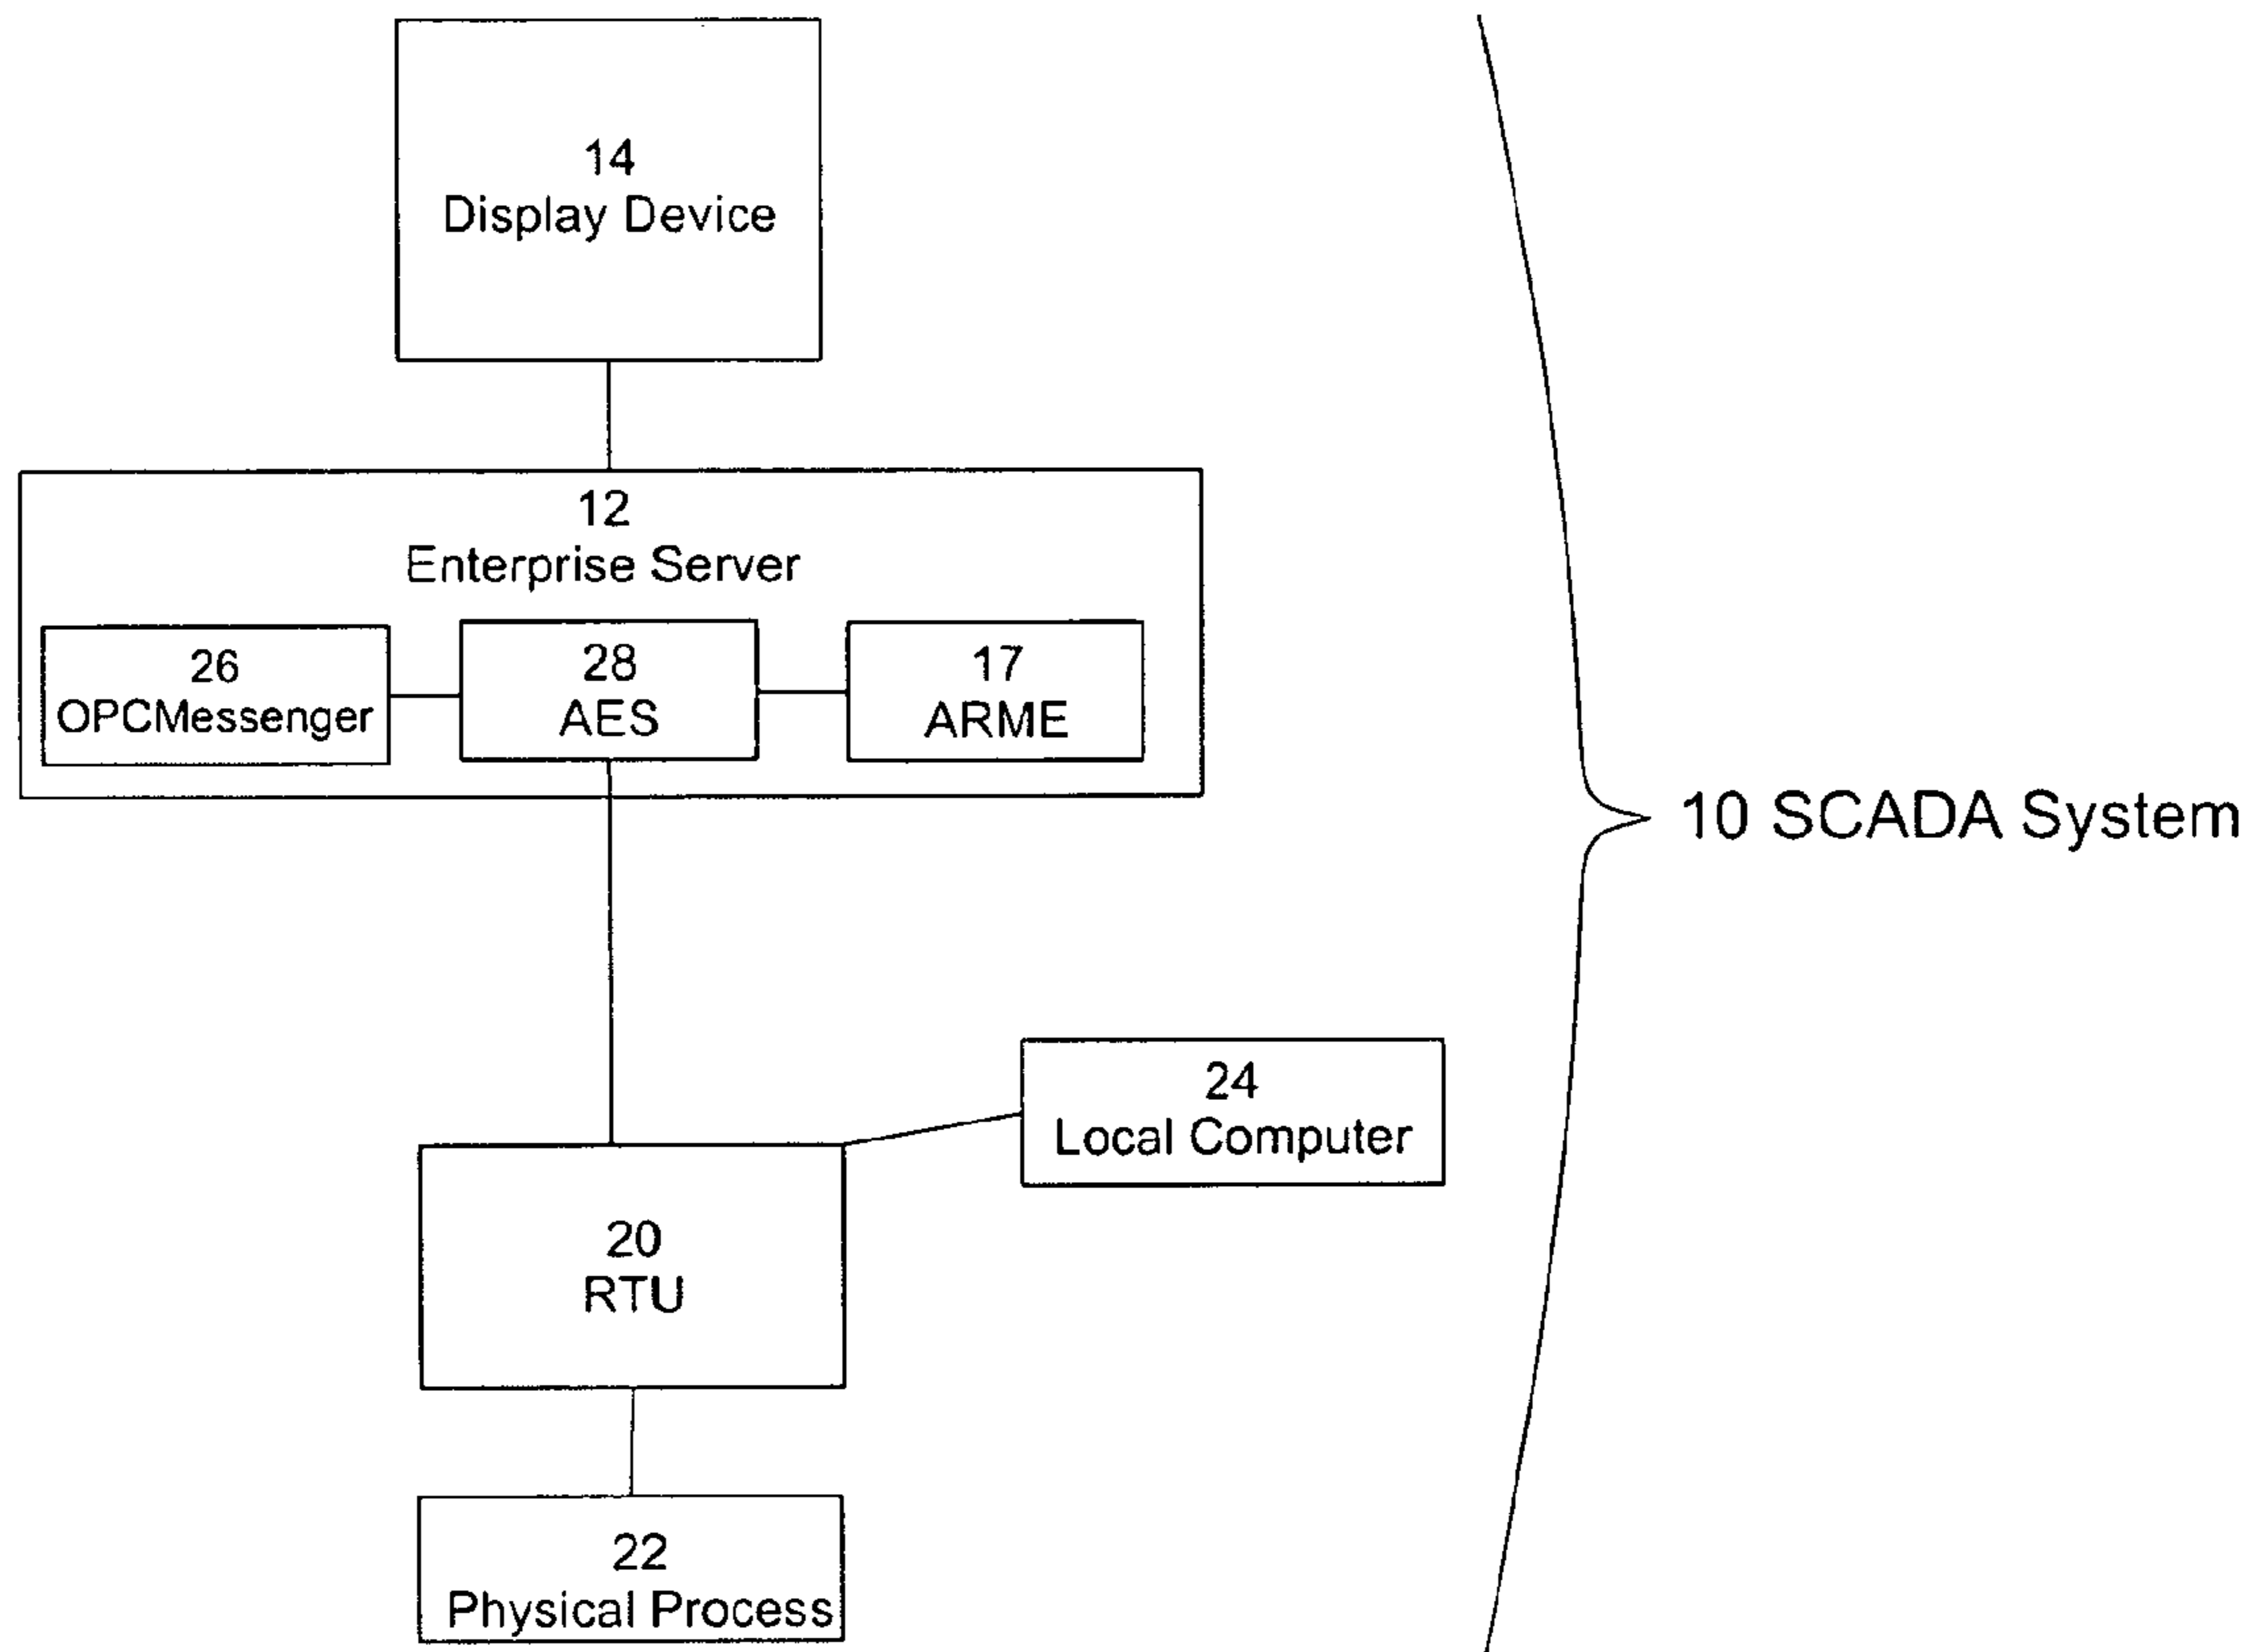 14
Display Device
12
Enterprise Server
26
OPCMessenger
28
AES
17
ARME
10 SCADA System
24
Local Computer
20
RTU
22
Physical Process